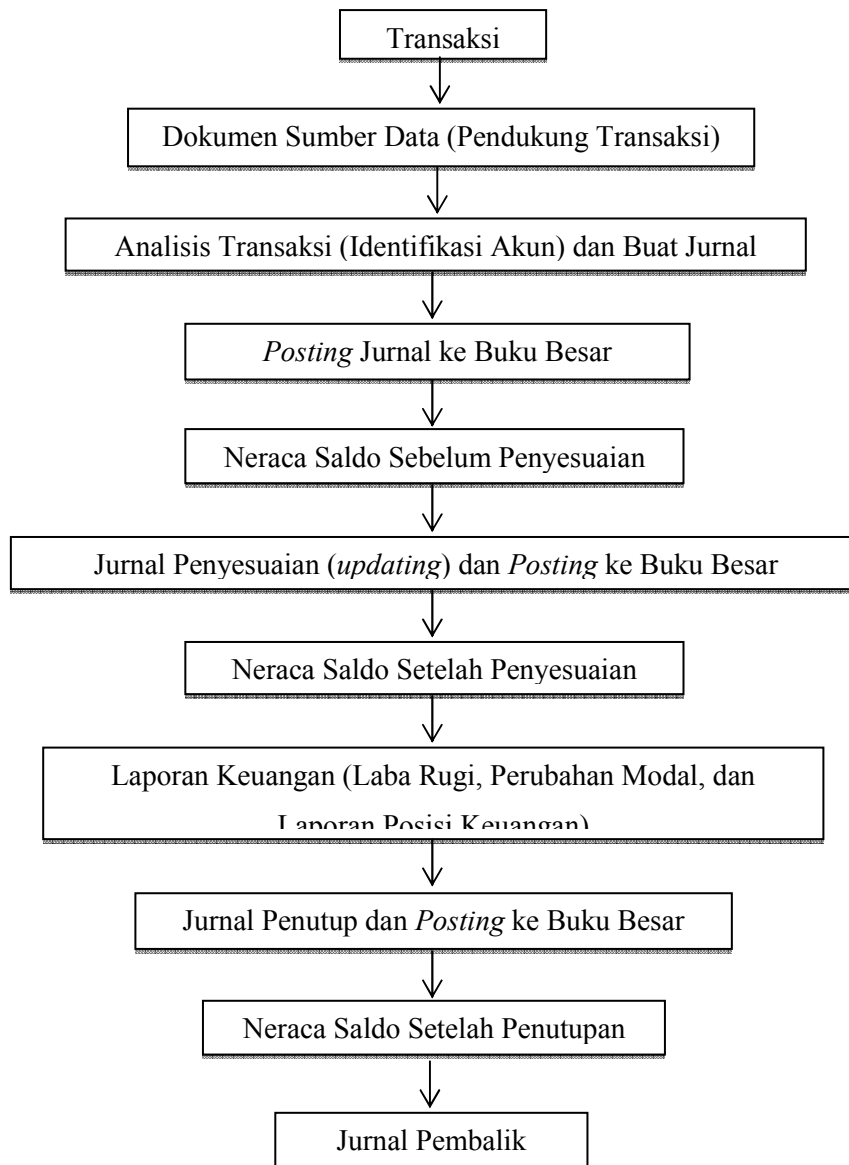 Transaksi
Dokumen Sumber Data (Pendukung Transaksi)
Analisis Transaksi (Identifikasi Akun) dan Buat Jurnal
Posting Jurnal ke Buku Besar
Neraca Saldo Sebelum Penyesuaian
Jurnal Penyesuaian (updating) dan Posting ke Buku Besar
Neraca Saldo Setelah Penyesuaian
Laporan Keuangan (Laba Rugi, Perubahan Modal, dan
Laporan Posisi Keuangan)
Jurnal Penutup dan Posting ke Buku Besar
Neraca Saldo Setelah Penutupan
Jurnal Pembalik